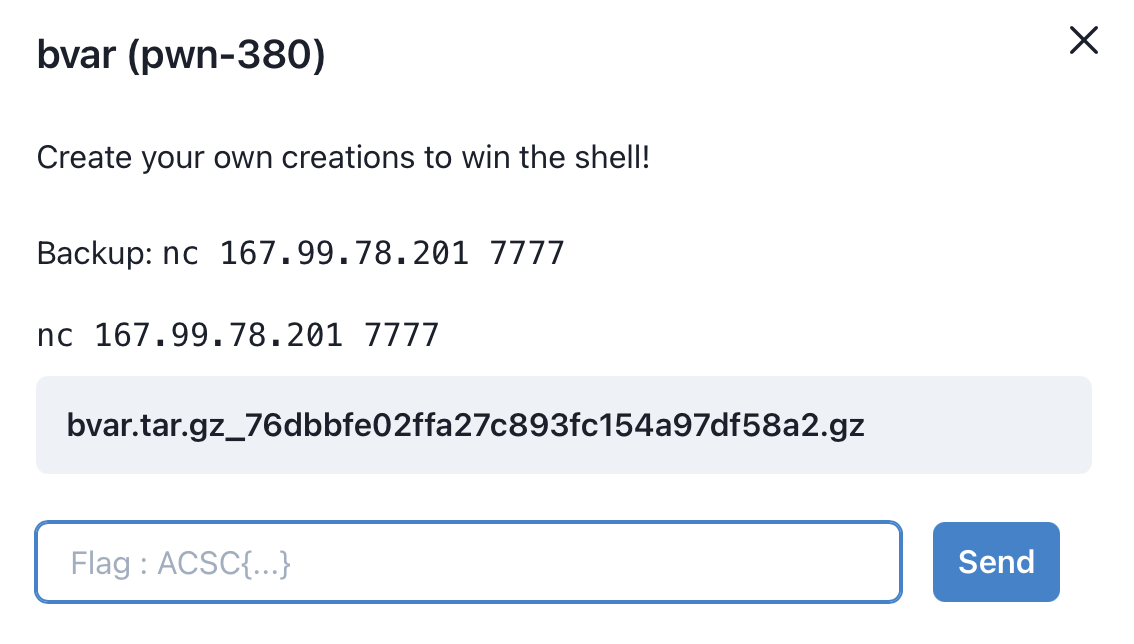 bvar (pwn-380)
Create your own creations to win the shell!
Backup: nc 167.99.78.201 7777
nc 167.99.78.201 7777
bvar.tar.gz_76dbbfe02ffa27c893fc154a97df58a2.gz
Flag : ACSC{...}
Send